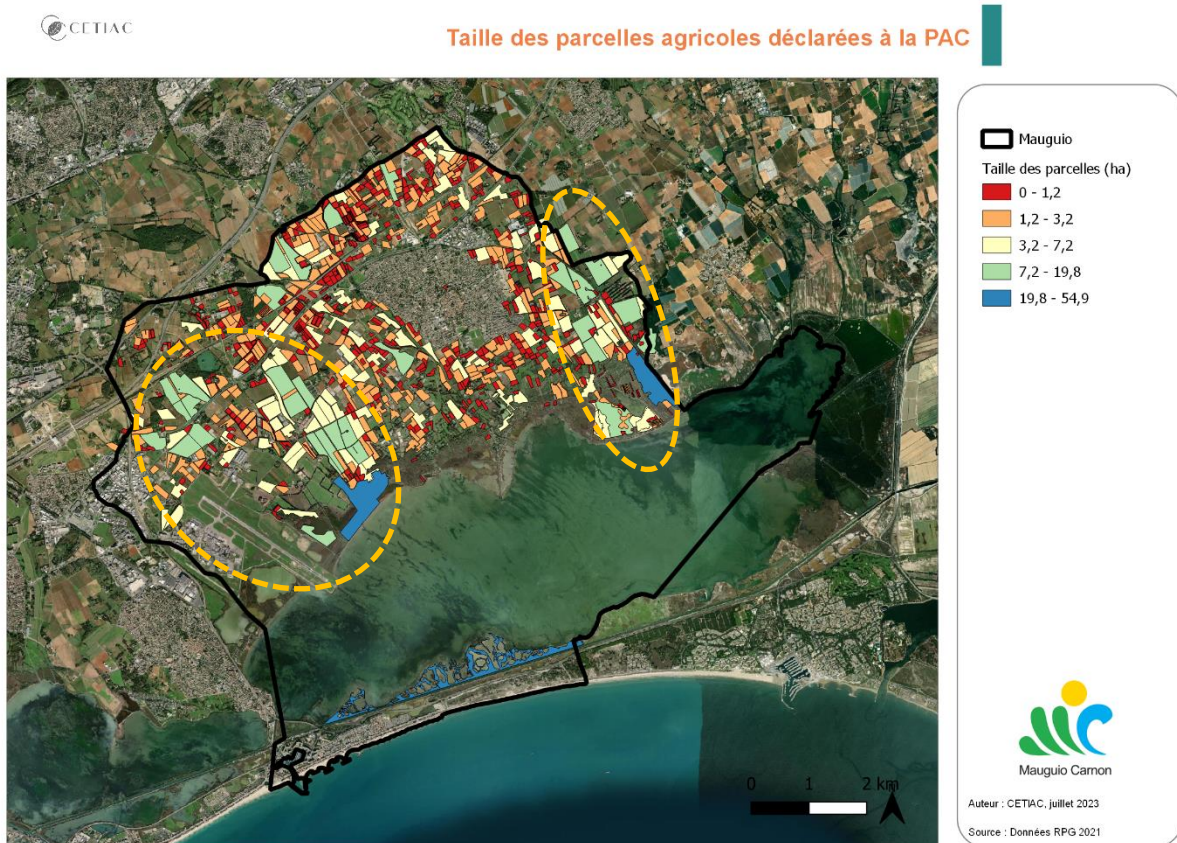 CETIAC
Taille des parcelles agricoles déclarées à la PAC
Mauguio
Taille des parcelles (ha)
0 - 1,2
1,2 - 3,2
3,2 - 7,2
7,2 - 19,8
19,8 - 54,9
0 1 2 km
Mauguio Carnon
Auteur : CETIAC, juillet 2023
Source : Données RPG 2021